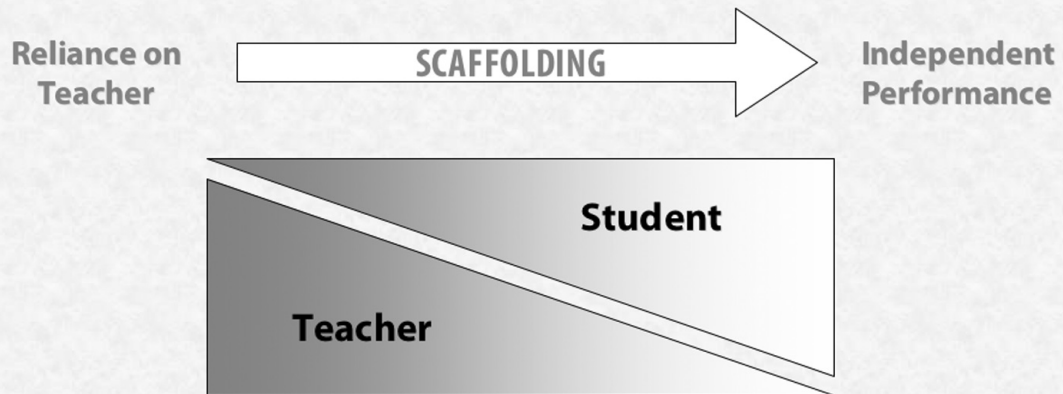 Reliance on
Teacher
SCAFFOLDING
Independent
Performance
Student
Teacher